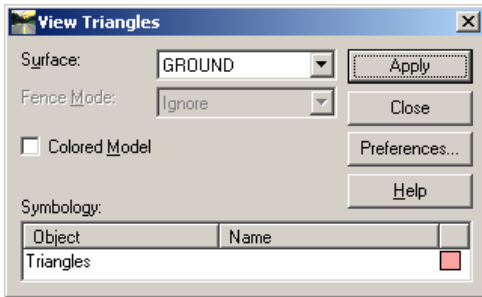 View Triangles
Surface: GROUND Apply
Fence Mode: Ignore Close
Colored Model Preferences...
Help
Symbology:
Object Name
Triangles